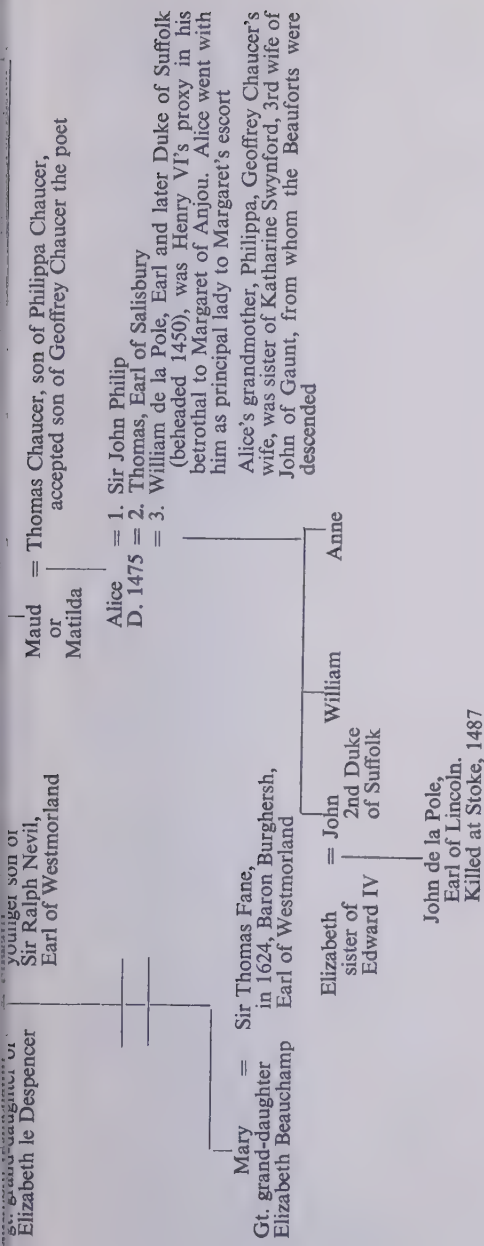 gt. grand-daughter of
Elizabeth le Despencer
younger son of
Sir Ralph Nevil,
Earl of Westmorland
Maud
or
Matilda
= Thomas Chaucer, son of Philippa Chaucer,
accepted son of Geoffrey Chaucer the poet
Alice = 1. Sir John Philip
D. 1475 = 2. Thomas, Earl of Salisbury
= 3. William de la Pole, Earl and later Duke of Suffolk
(beheaded 1450), was Henry VI's proxy in his
betrothal to Margaret of Anjou. Alice went with
him as principal lady to Margaret's escort
Alice's grandmother, Philippa, Geoffrey Chaucer's
wife, was sister of Katharine Swynford, 3rd wife of
John of Gaunt, from whom the Beauforts were
descended
Mary =
Gt. grand-daughter
Elizabeth Beauchamp
Sir Thomas Fane,
in 1624, Baron Burghersh,
Earl of Westmorland
Elizabeth
sister of
Edward IV
= John
2nd Duke
of Suffolk
William
Anne
John de la Pole,
Earl of Lincoln.
Killed at Stoke, 1487